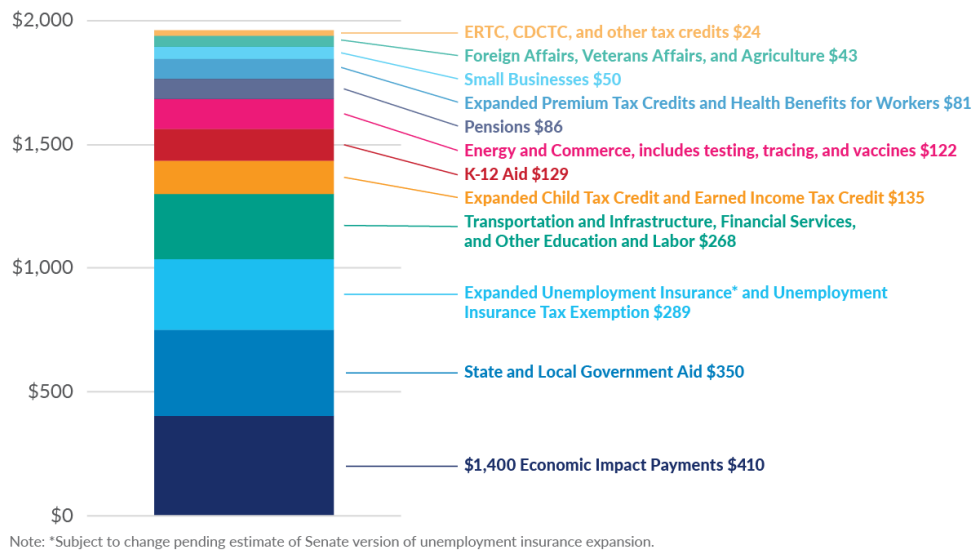 $2,000
$1,500
$1,000
$500
$0
ERTC, CDCTC, and other tax credits $24
Foreign Affairs, Veterans Affairs, and Agriculture $43
Small Businesses $50
Expanded Premium Tax Credits and Health Benefits for Workers $81
Pensions $86
Energy and Commerce, includes testing, tracing, and vaccines $122
K-12 Aid $129
Expanded Child Tax Credit and Earned Income Tax Credit $135
Transportation and Infrastructure, Financial Services,
and Other Education and Labor $268
Expanded Unemployment Insurance* and Unemployment
Insurance Tax Exemption $289
State and Local Government Aid $350
$1,400 Economic Impact Payments $410
Note: *Subject to change pending estimate of Senate version of unemployment insurance expansion.